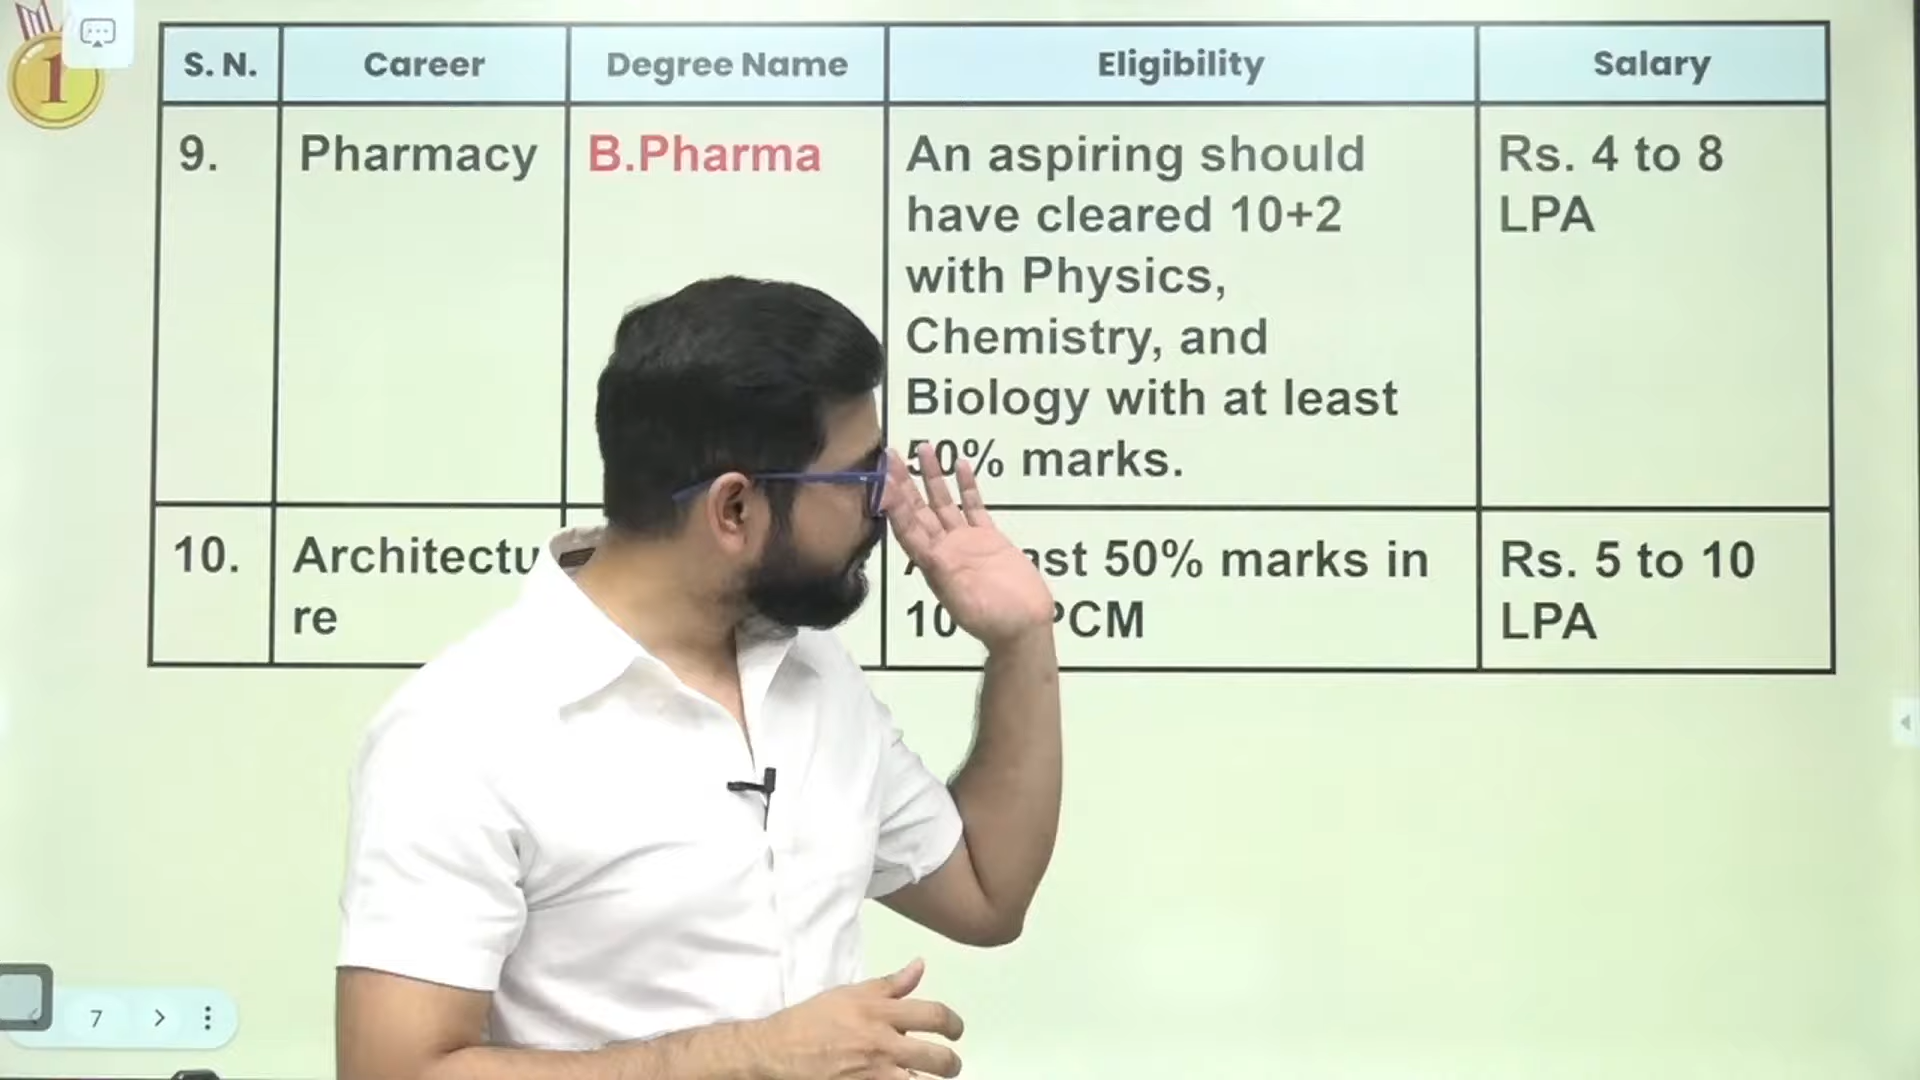 1
S. N. Career Degree Name Eligibility Salary
9. Pharmacy B.Pharma An aspiring should Rs. 4 to 8
have cleared 10+2 LPA
with Physics,
Chemistry, and
Biology with at least
50% marks.
10. 50% marks in Rs. 5 to 10
re PCM LPA
7